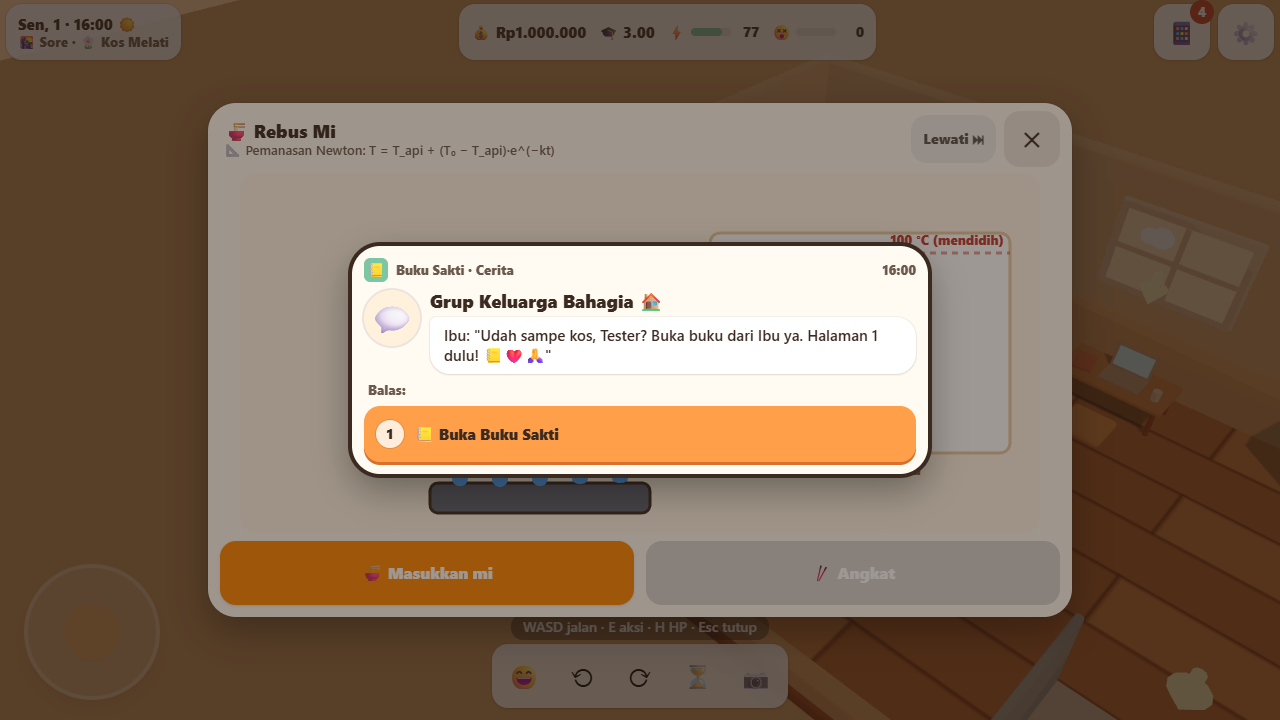 Sen, 1 • 16:00
Sore • Kos Melati
Rp1.000.000 3.00 77 0
4
Rebus Mi
Pemanasan Newton: T = T_api + (T₀ − T_api)·e^(−kt)
Lewati
100 °C (mendidih)
Buku Sakti · Cerita 16:00
Grup Keluarga Bahagia
Ibu: "Udah sampe kos, Tester? Buka buku dari Ibu ya. Halaman 1
dulu! 📒 ❤️ 🙏"
Balas:
1 Buka Buku Sakti
Masukkan mi
Angkat
WASD jalan · E aksi · H HP · Esc tutup